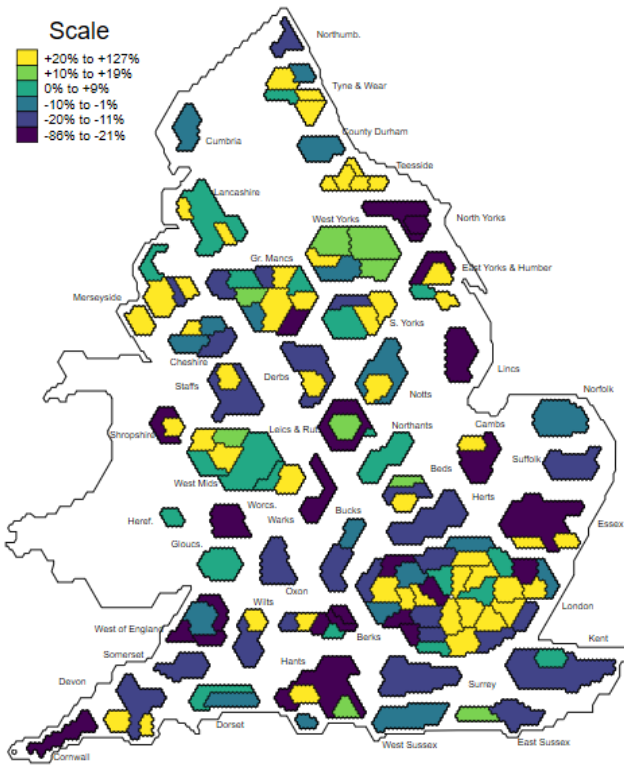 Scale
+20% to +127%
+10% to +19%
0% to +9%
-10% to -1%
-20% to -11%
-86% to -21%
Northumb.
Tyne & Wear
County Durham
Cumbria
Teesside
Lancashire
West Yorks
North Yorks
Gr. Mancs
East Yorks & Humber
Merseyside
S. Yorks
Cheshire
Lincs
Staffs
Derbs
Notts
Norfolk
Shropshire
Leics & Rut
Northants
Cambs
Suffolk
West Mids
Beds
Worcs.
Herts
Heref.
Warks
Bucks
Essex
Gloucs.
Oxon
London
Wilts
West of England
Berks
Kent
Somerset
Devon
Hants
Surrey
Dorset
West Sussex
East Sussex
Cornwall